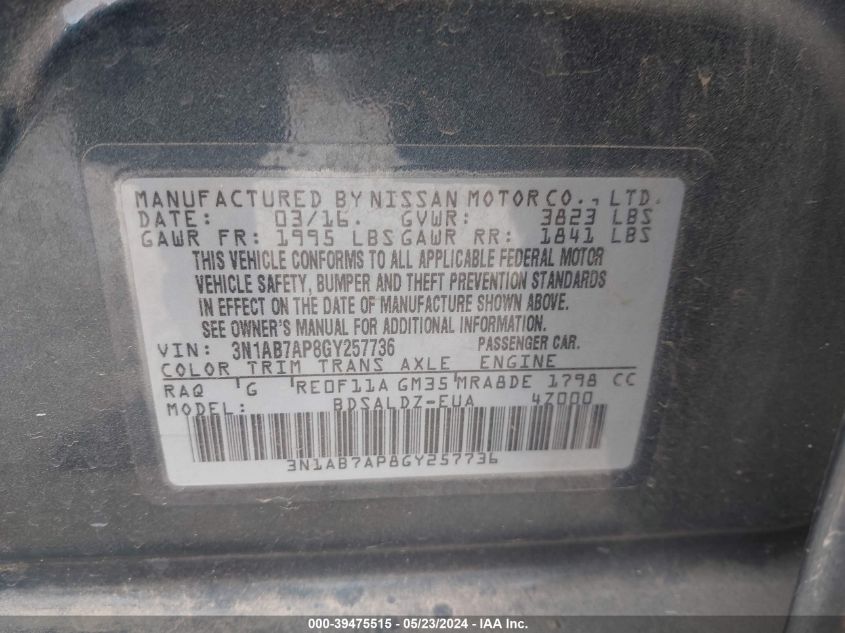 MANUFACTURED BY NISSAN MOTOR CO., LTD.
DATE: 03/16. GVWR: 3823 LBS
GAWR FR: 1995 LBS GAWR RR: 1841 LBS
THIS VEHICLE CONFORMS TO ALL APPLICABLE FEDERAL MOTOR
VEHICLE SAFETY, BUMPER AND THEFT PREVENTION STANDARDS
IN EFFECT ON THE DATE OF MANUFACTURE SHOWN ABOVE.
SEE OWNER'S MANUAL FOR ADDITIONAL INFORMATION.
VIN: 3N1AB7AP8GY257736 PASSENGER CAR.
COLOR TRIM TRANS AXLE ENGINE
RAQ G RE0F11A GM35 MRA8DE 1798 CC
MODEL: BDSALDZ-EUA 4Z000
3N1AB7AP8GY257736
000-39475515 - 05/23/2024 - IAA Inc.